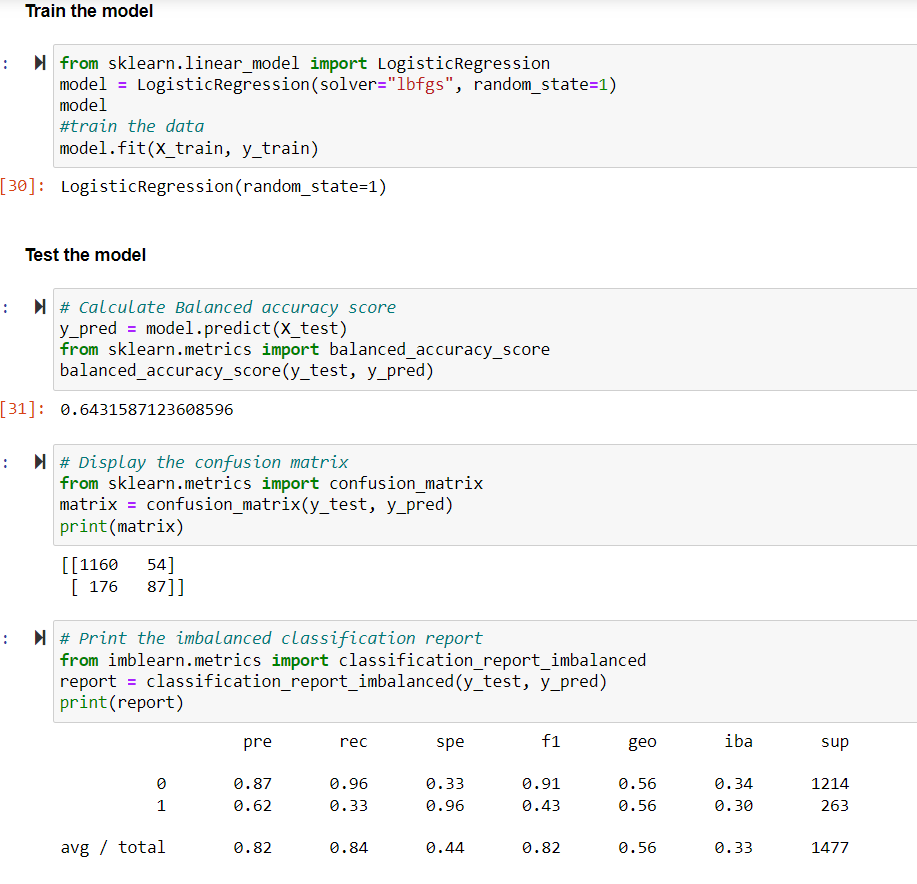 Train the model
:
from sklearn.linear_model import LogisticRegression
model = LogisticRegression(solver="lbfgs", random_state=1)
model
#train the data
model.fit(X_train, y_train)
[30]: LogisticRegression(random_state=1)
Test the model
:
# Calculate Balanced accuracy score
y_pred = model.predict(X_test)
from sklearn.metrics import balanced_accuracy_score
balanced_accuracy_score(y_test, y_pred)
[31]: 0.6431587123608596
:
# Display the confusion matrix
from sklearn.metrics import confusion_matrix
matrix = confusion_matrix(y_test, y_pred)
print(matrix)
[[1160 54]
[ 176 87]]
:
# Print the imbalanced classification report
from imblearn.metrics import classification_report_imbalanced
report = classification_report_imbalanced(y_test, y_pred)
print(report)
pre rec spe f1 geo iba sup
0 0.87 0.96 0.33 0.91 0.56 0.34 1214
1 0.62 0.33 0.96 0.43 0.56 0.30 263
avg / total 0.82 0.84 0.44 0.82 0.56 0.33 1477